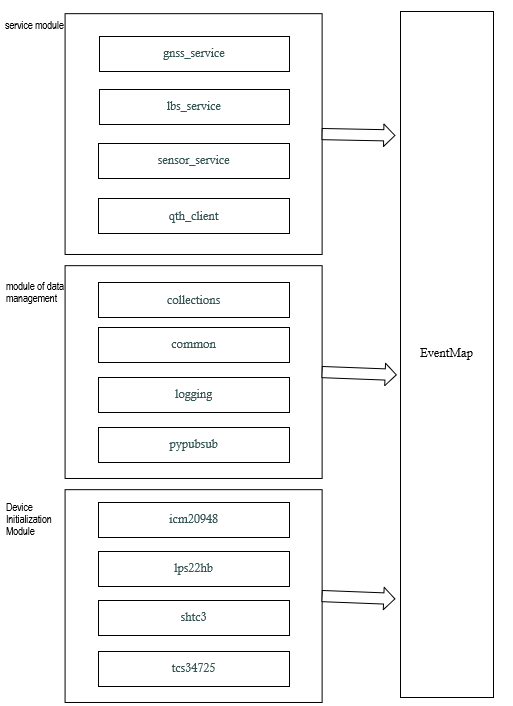 service module
gnss_service
lbs_service
sensor_service
qth_client
module of data
management
collections
common
logging
pypubsub
EventMap
Device
Initialization
Module
icm20948
lps22hb
shtc3
tcs34725